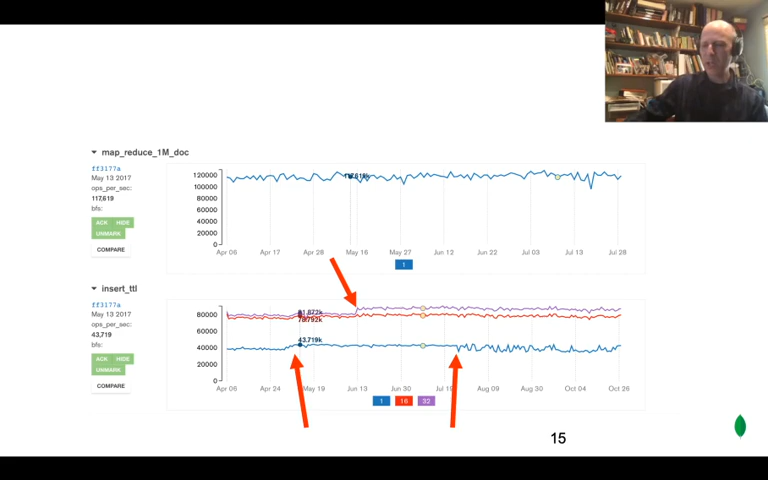 map_reduce_1M_doc
ff3177a
May 13 2017
ops_per_sec:
117,619
bfs:
ACK HIDE
UNMARK
COMPARE
120000
100000
80000
60000
40000
20000
0
Apr 06 Apr 17 Apr 28 May 16 May 27 Jun 12 Jun 22 Jul 03 Jul 13 Jul 28
1
insert_ttl
ff3177a
May 13 2017
ops_per_sec:
43,719
bfs:
ACK HIDE
UNMARK
COMPARE
80000
60000
40000
20000
0
43.719k
Apr 06 Apr 24 May 19 Jun 13 Jun 30 Jul 19 Aug 09 Aug 30 Oct 04 Oct 26
1 16 32
15